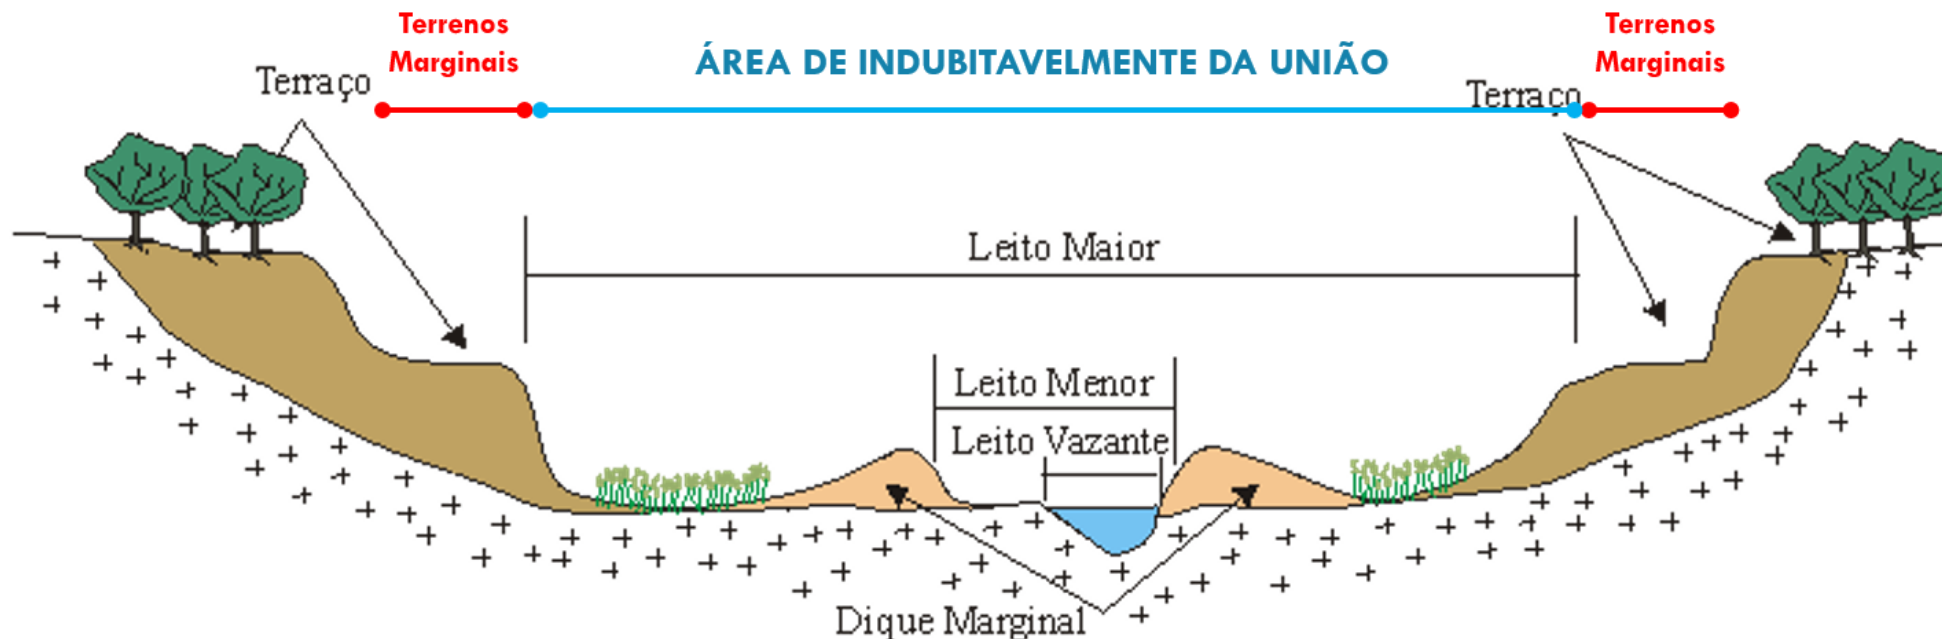 Terrenos
Marginais
ÁREA DE INDUBITAVELMENTE DA UNIÃO
Terrenos
Marginais
Terraço
Terraço
Leito Maior
Leito Menor
Leito Vazante
Dique Marginal